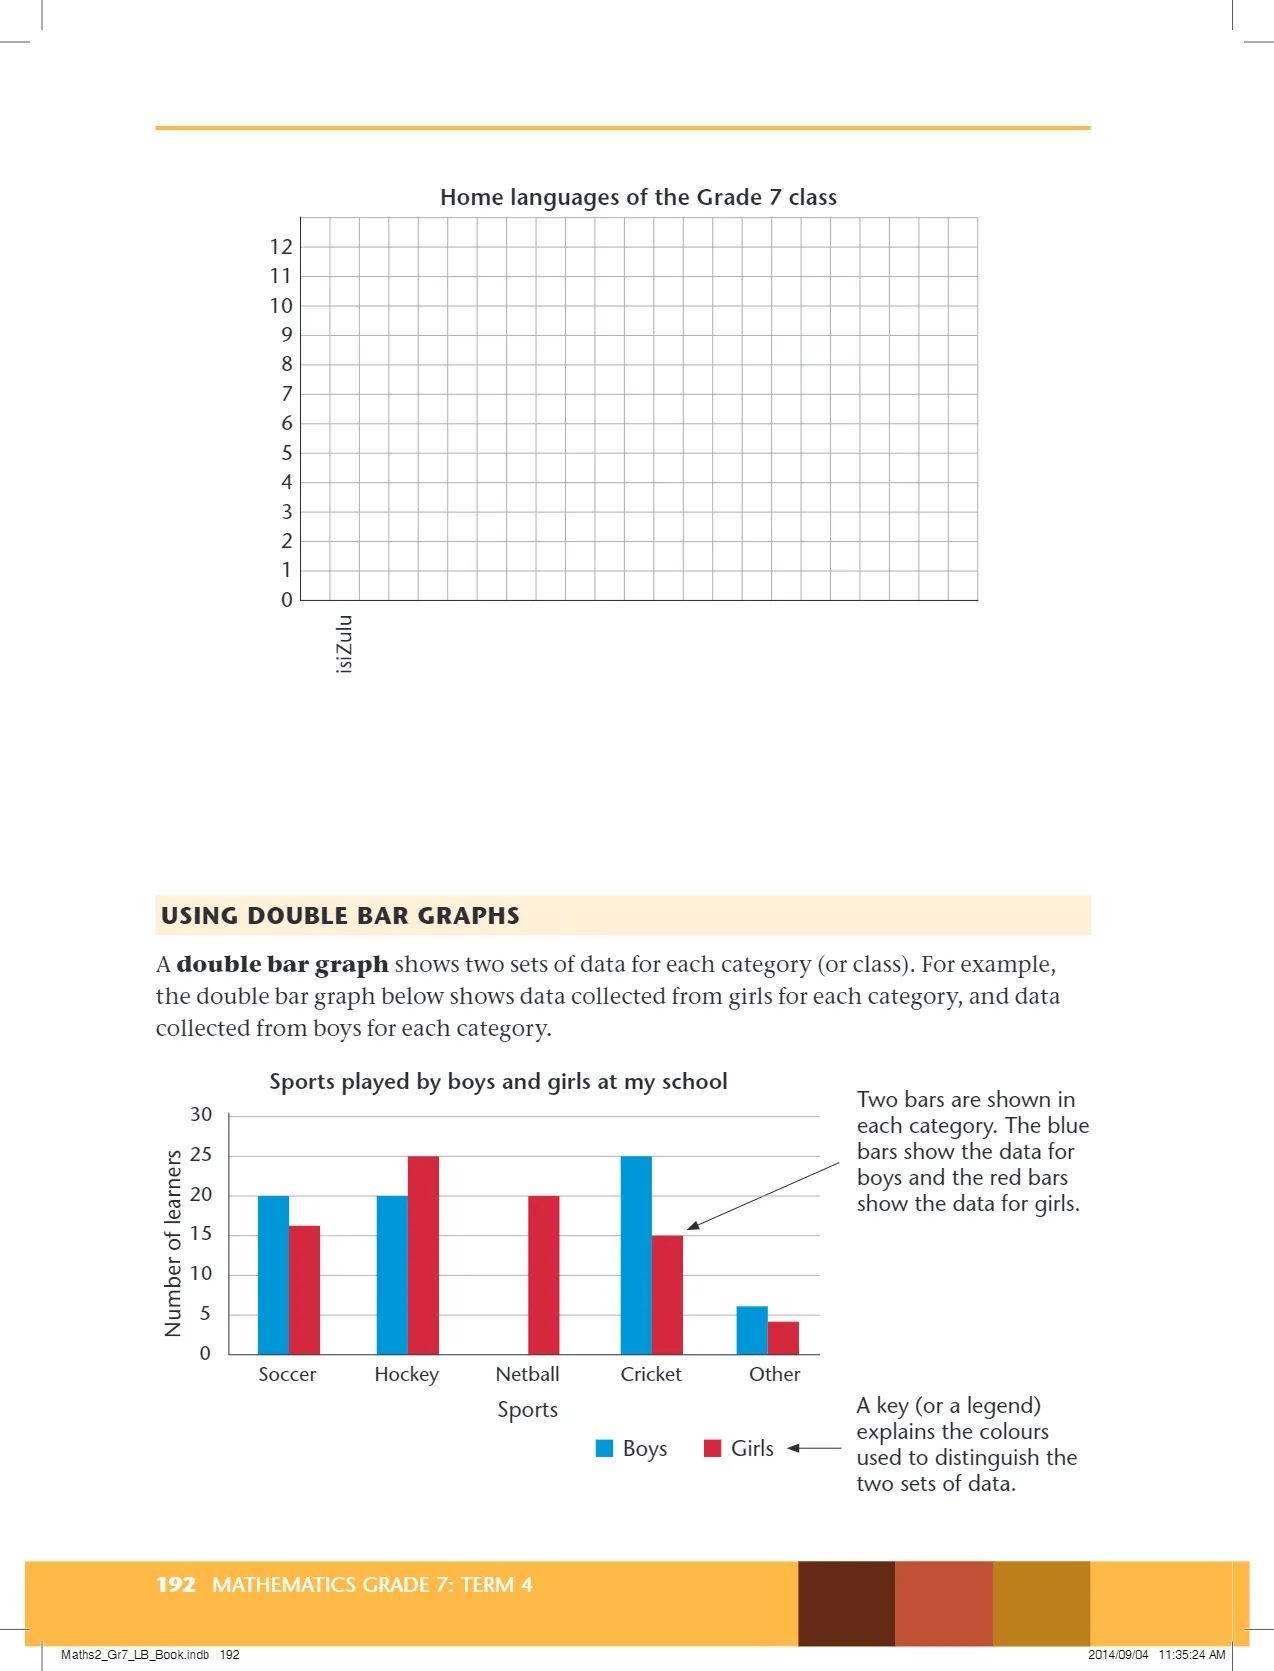 Home languages of the Grade 7 class
12
11
10
9
8
7
6
5
4
3
2
1
0
isiZulu
USING DOUBLE BAR GRAPHS
A double bar graph shows two sets of data for each category (or class). For example,
the double bar graph below shows data collected from girls for each category, and data
collected from boys for each category.
Sports played by boys and girls at my school
Number of learners
30
25
20
15
10
5
0
Soccer Hockey Netball Cricket Other
Sports
Boys Girls
Two bars are shown in
each category. The blue
bars show the data for
boys and the red bars
show the data for girls.
A key (or a legend)
explains the colours
used to distinguish the
two sets of data.
192 MATHEMATICS GRADE 7: TERM 4
Maths2_Gr7_LB_Book.indb 192 2014/09/04 11:35:24 AM